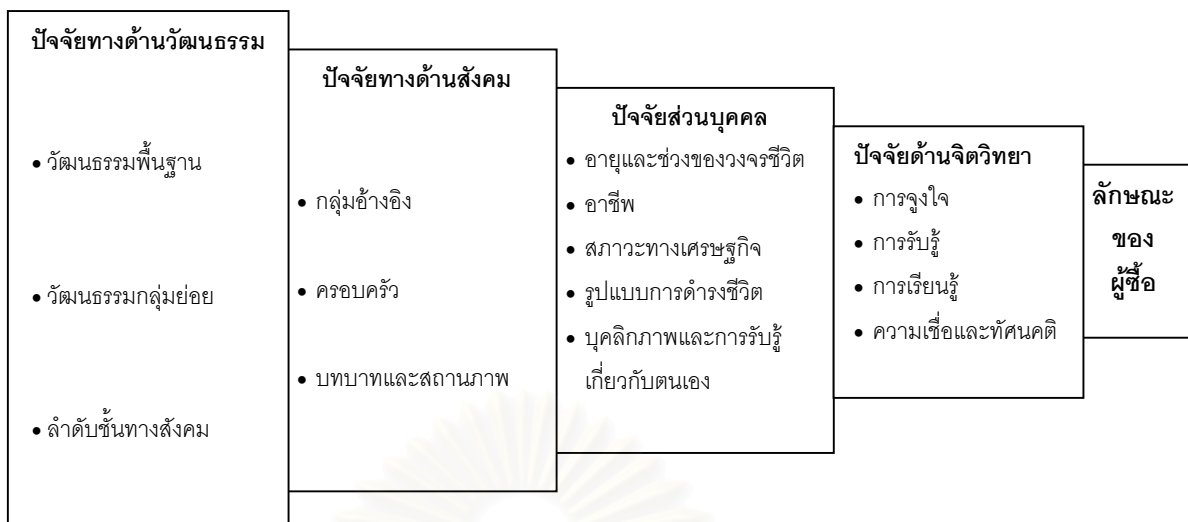 ปัจจัยทางด้านวัฒนธรรม
• วัฒนธรรมพื้นฐาน
• วัฒนธรรมกลุ่มย่อย
• ลำดับชั้นทางสังคม
ปัจจัยทางด้านสังคม
• กลุ่มอ้างอิง
• ครอบครัว
• บทบาทและสถานภาพ
ปัจจัยส่วนบุคคล
• อายุและช่วงของวงจรชีวิต
• อาชีพ
• สภาวะทางเศรษฐกิจ
• รูปแบบการดำรงชีวิต
• บุคลิกภาพและการรับรู้
เกี่ยวกับตนเอง
ปัจจัยด้านจิตวิทยา
• การจูงใจ
• การรับรู้
• การเรียนรู้
• ความเชื่อและทัศนคติ
ลักษณะ
ของ
ผู้ซื้อ